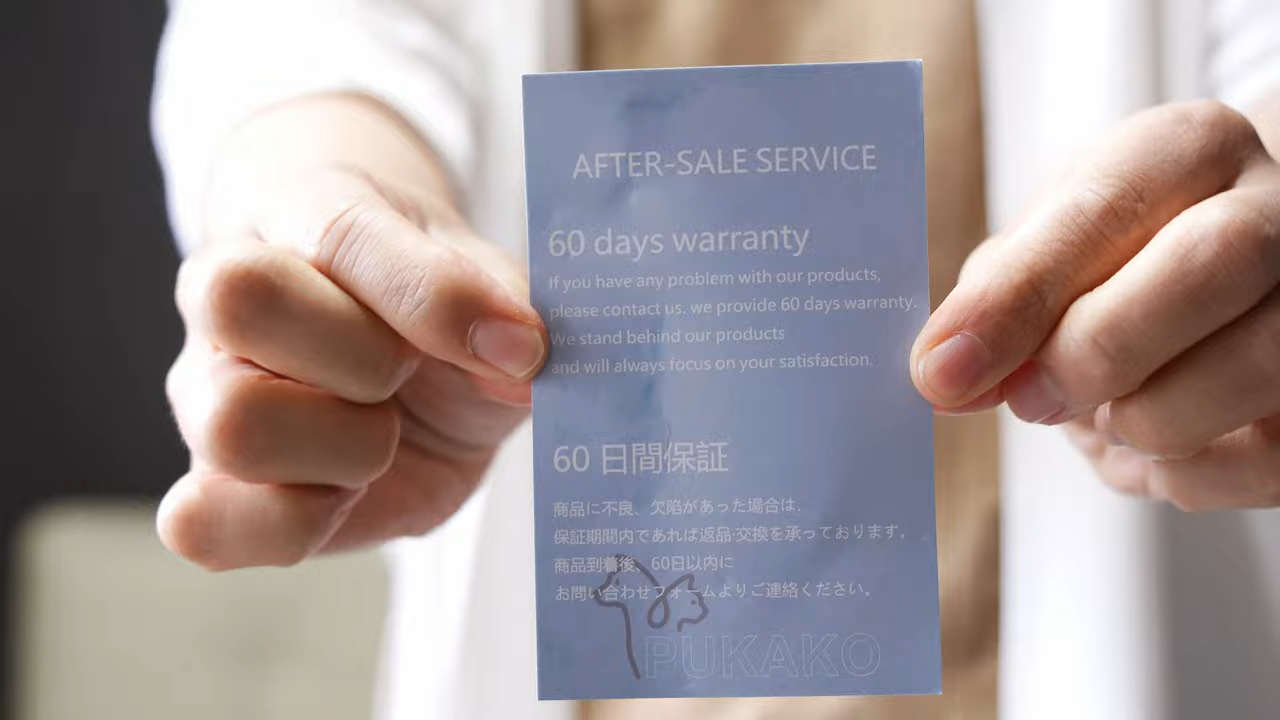 AFTER-SALE SERVICE
60 days warranty
If you have any problem with our products,
please contact us. we provide 60 days warranty.
We stand behind our products
and will always focus on your satisfaction.
60 日間保証
商品に不良、欠陥があった場合は、
保証期間内であれば返品·交換を承っております。
商品到着後、60日以内に
お問い合わせフォームよりご連絡ください。
PUKAKO